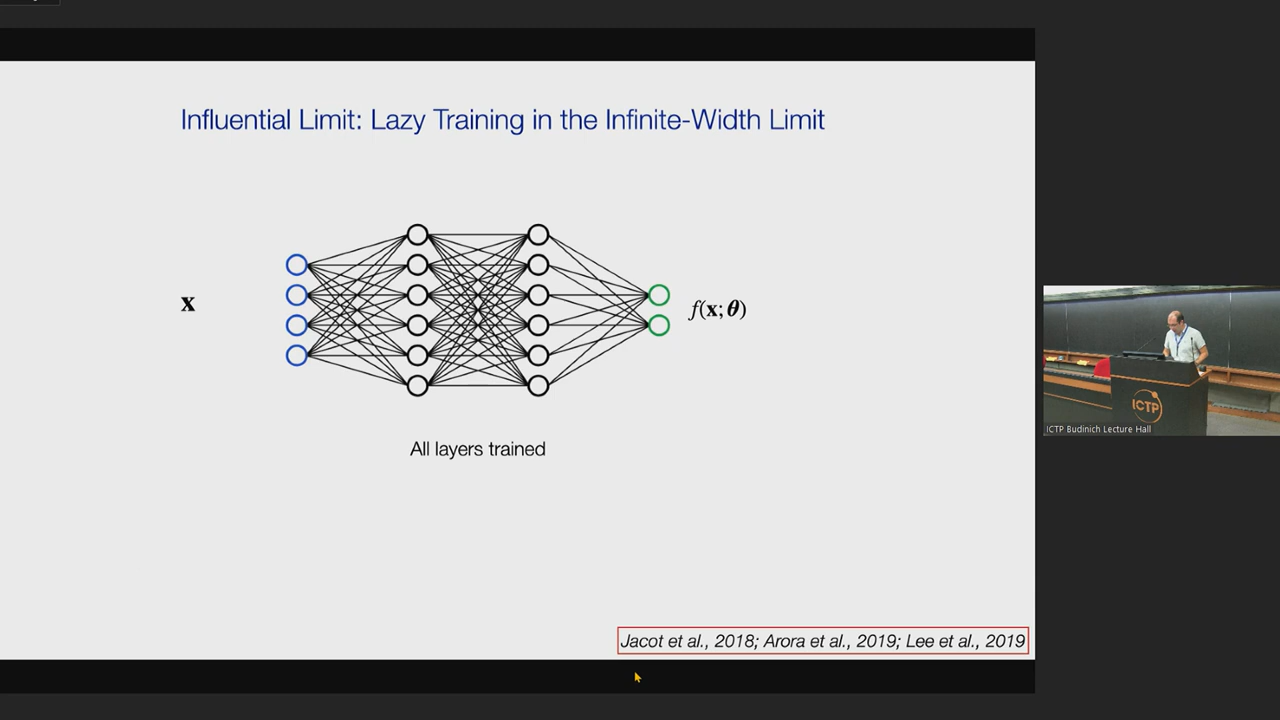 Influential Limit: Lazy Training in the Infinite-Width Limit
x
f(x; θ)
All layers trained
Jacot et al., 2018; Arora et al., 2019; Lee et al., 2019
ICTP
ICTP Budinich Lecture Hall